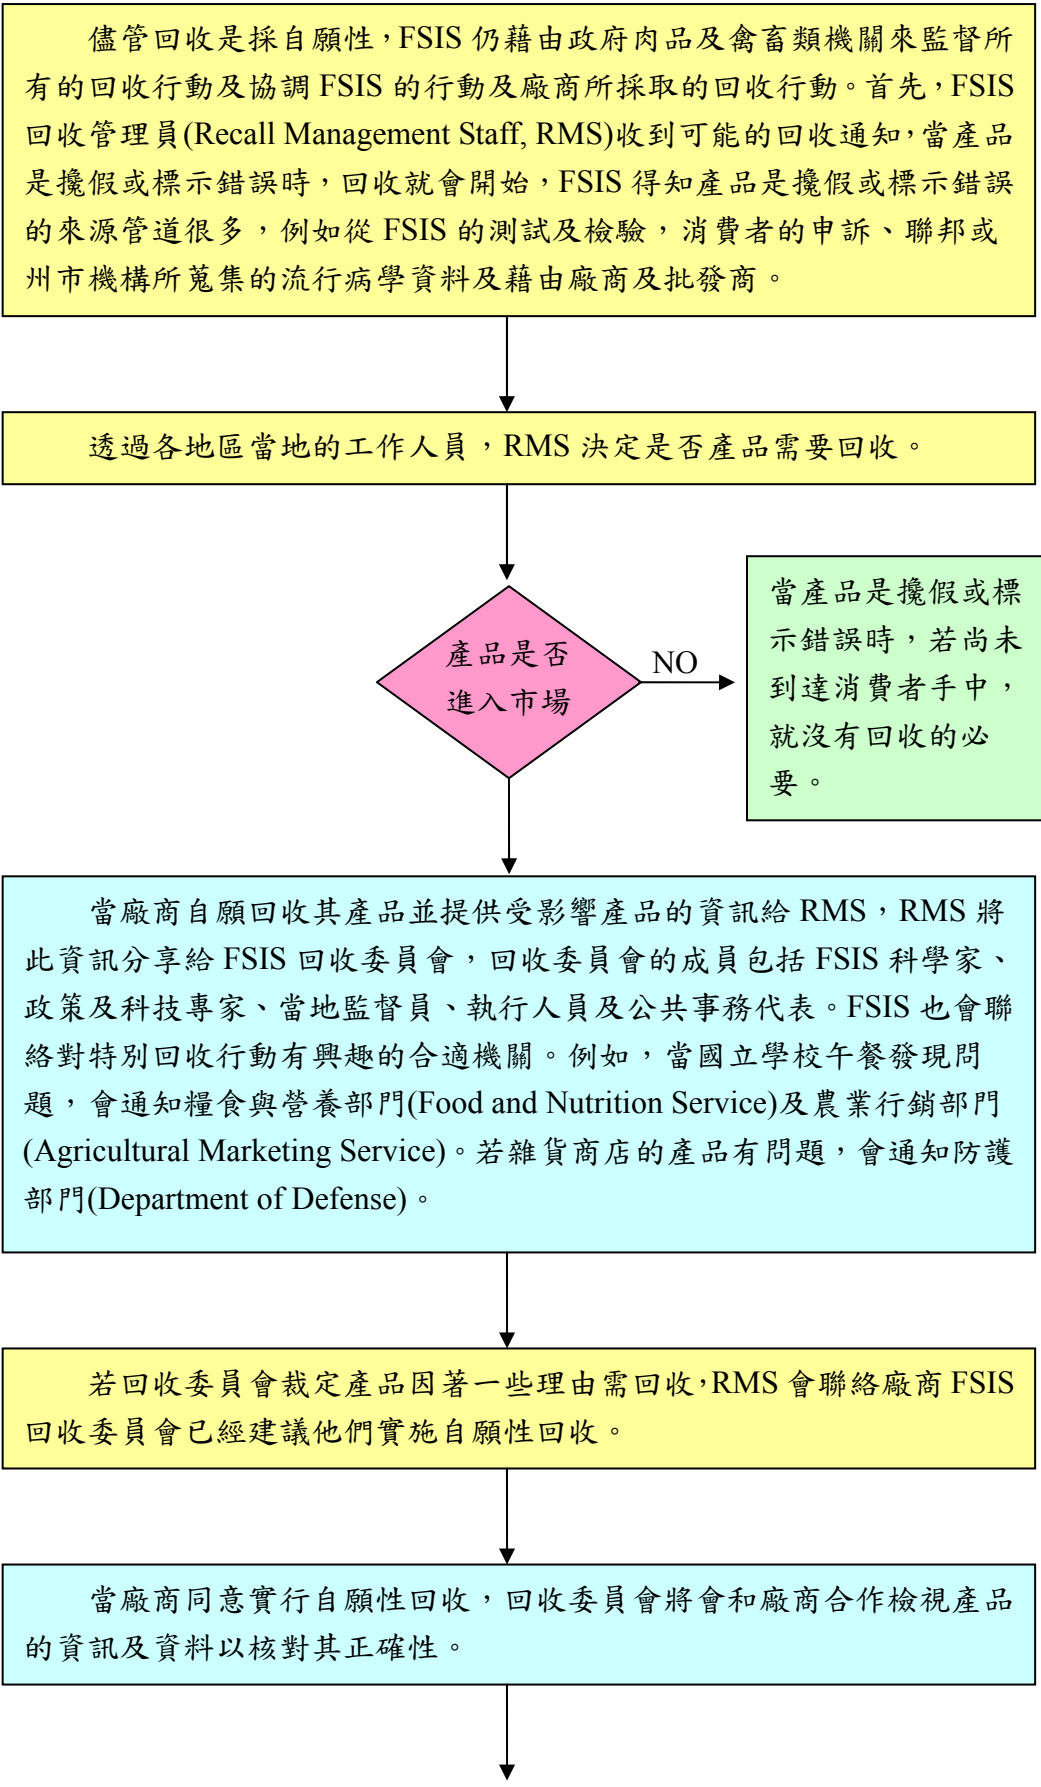 儘管回收是採自願性，FSIS 仍藉由政府肉品及禽畜類機關來監督所
有的回收行動及協調 FSIS 的行動及廠商所採取的回收行動。首先，FSIS
回收管理員(Recall Management Staff, RMS)收到可能的回收通知，當產品
是攙假或標示錯誤時，回收就會開始，FSIS 得知產品是攙假或標示錯誤
的來源管道很多，例如從 FSIS 的測試及檢驗，消費者的申訴、聯邦或
州市機構所蒐集的流行病學資料及藉由廠商及批發商。
透過各地區當地的工作人員，RMS 決定是否產品需要回收。
產品是否
進入市場
NO
當產品是攙假或標
示錯誤時，若尚未
到達消費者手中，
就沒有回收的必
要。
當廠商自願回收其產品並提供受影響產品的資訊給 RMS，RMS 將
此資訊分享給 FSIS 回收委員會，回收委員會的成員包括 FSIS 科學家、
政策及科技專家、當地監督員、執行人員及公共事務代表。FSIS 也會聯
絡對特別回收行動有興趣的合適機關。例如，當國立學校午餐發現問
題，會通知糧食與營養部門(Food and Nutrition Service)及農業行銷部門
(Agricultural Marketing Service)。若雜貨商店的產品有問題，會通知防護
部門(Department of Defense)。
若回收委員會裁定產品因著一些理由需回收，RMS 會聯絡廠商 FSIS
回收委員會已經建議他們實施自願性回收。
當廠商同意實行自願性回收，回收委員會將會和廠商合作檢視產品
的資訊及資料以核對其正確性。